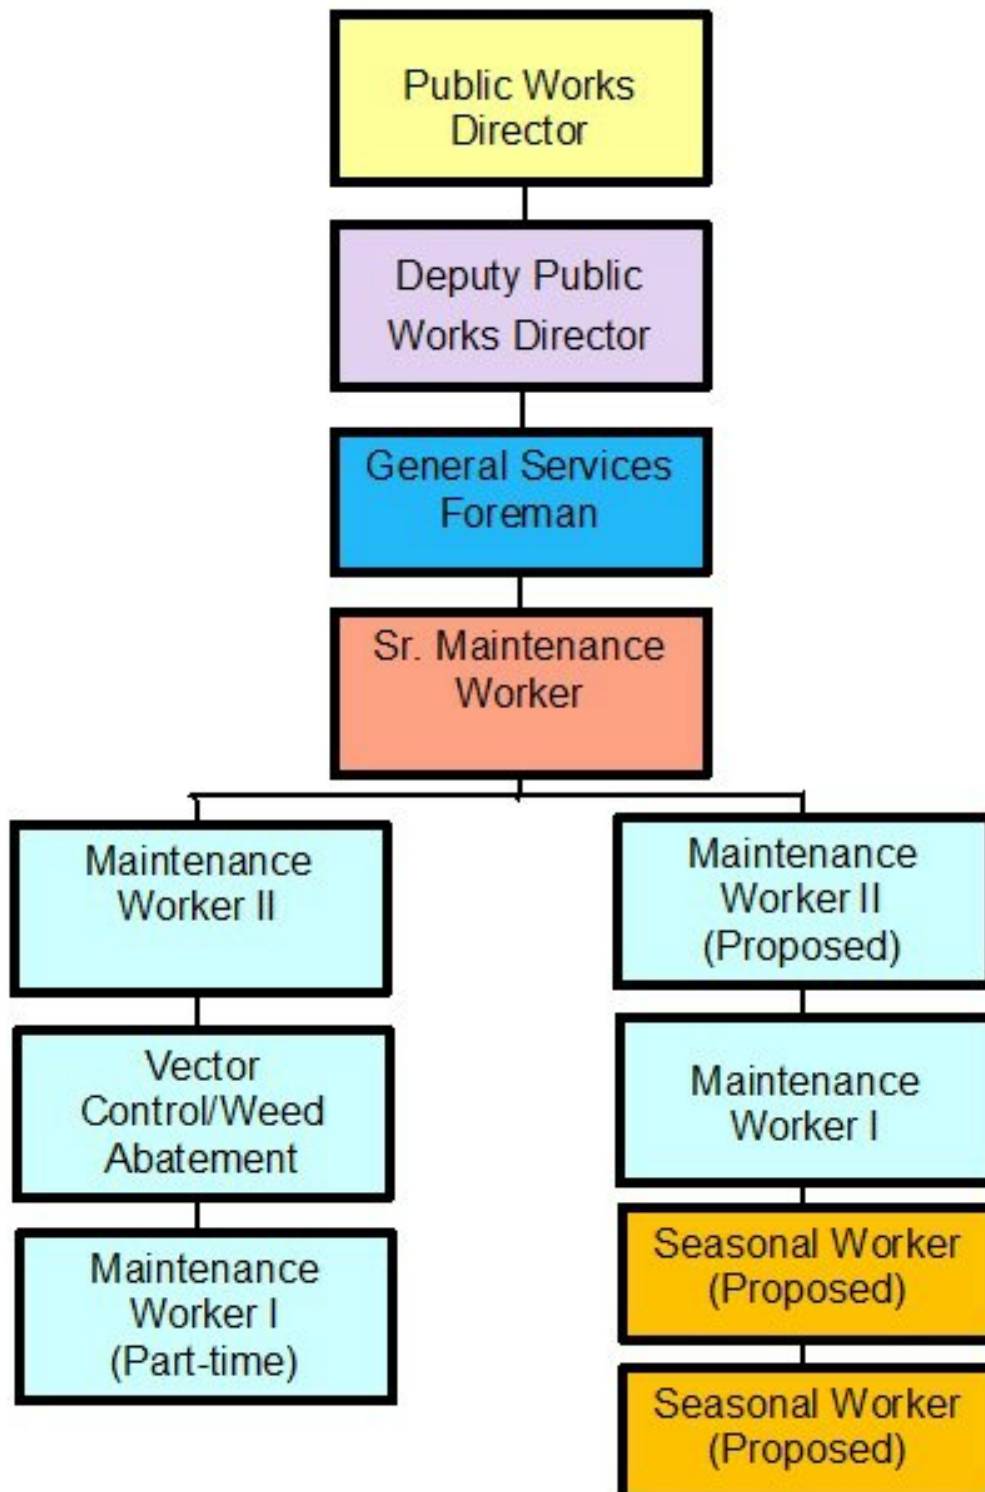 Public Works
Director
Deputy Public
Works Director
General Services
Foreman
Sr. Maintenance
Worker
Maintenance
Worker II
Vector
Control/Weed
Abatement
Maintenance
Worker I
(Part-time)
Maintenance
Worker II
(Proposed)
Maintenance
Worker I
Seasonal Worker
(Proposed)
Seasonal Worker
(Proposed)